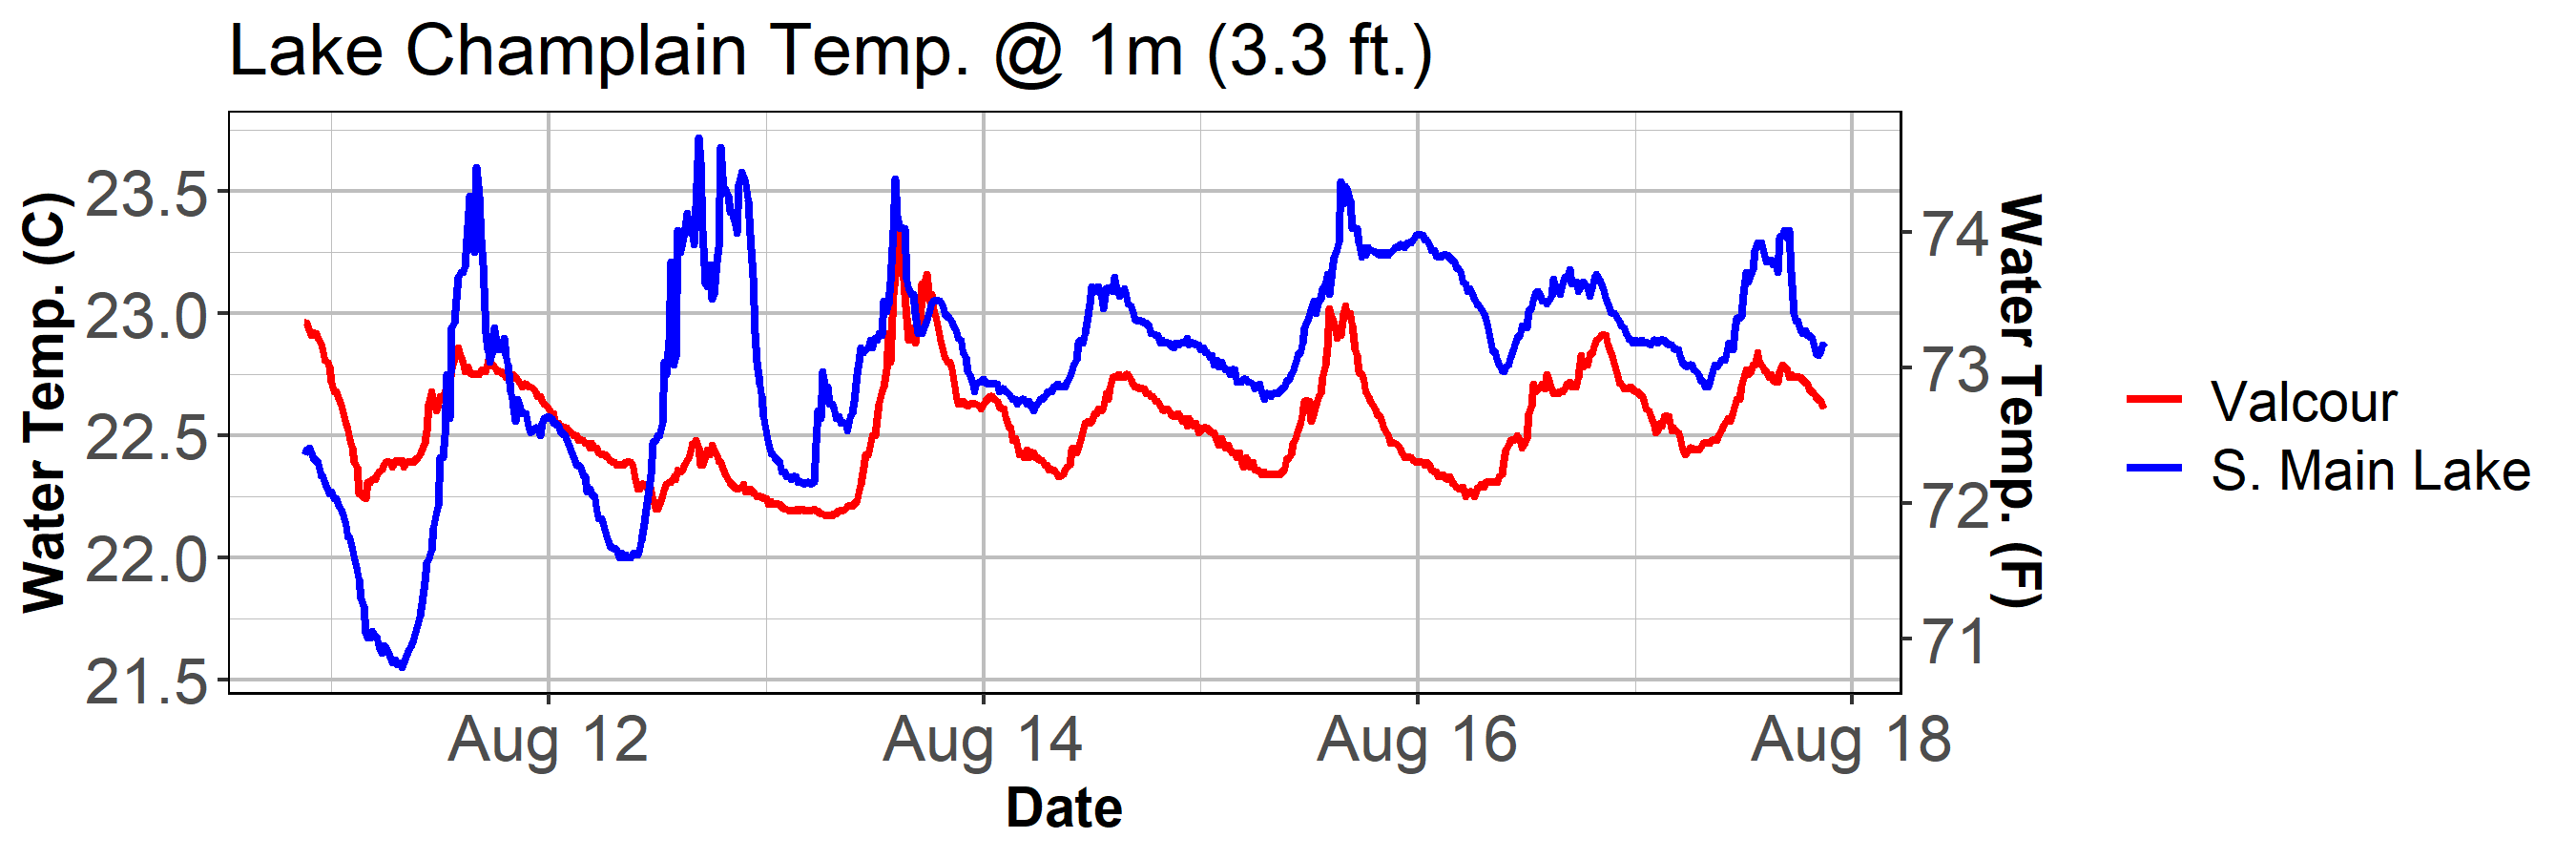 Lake Champlain Temp. @ 1m (3.3 ft.)
Water Temp. (C)
23.5
23.0
22.5
22.0
21.5
74
73
72
71
Water Temp. (F)
Aug 12
Aug 14
Aug 16
Aug 18
Date
Valcour
S. Main Lake